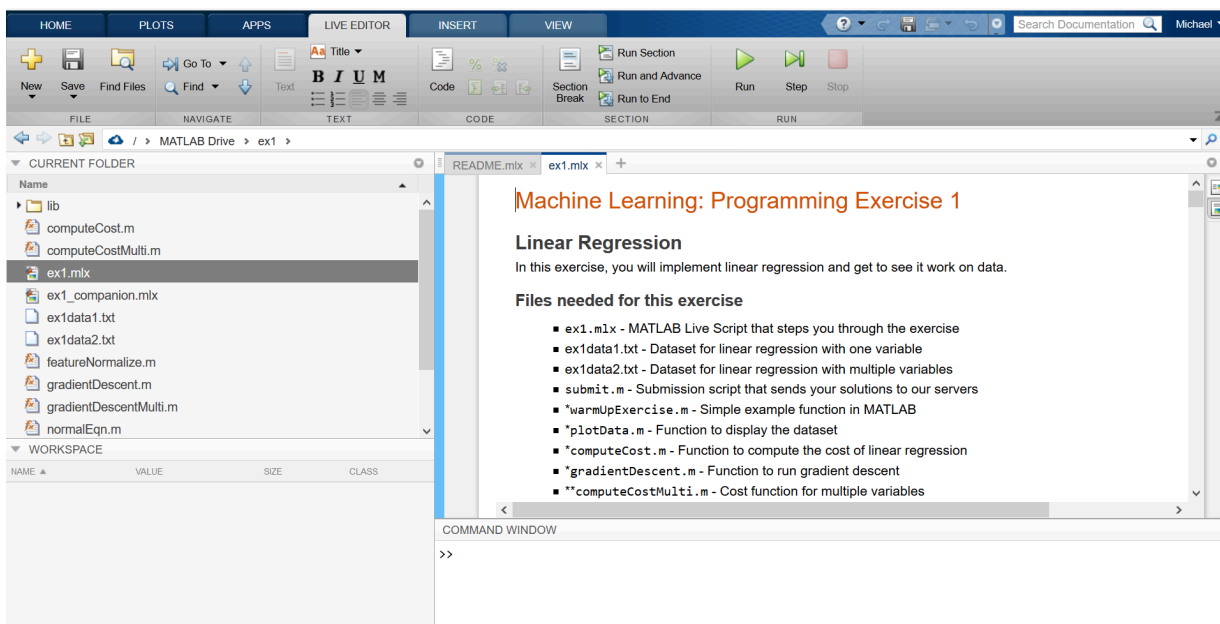 HOME PLOTS APPS LIVE EDITOR INSERT VIEW Search Documentation Michael
New Save Find Files Go To Find Text Aa Title B I U M Code % Section Break Run Section Run and Advance Run to End Run Step Stop
FILE NAVIGATE TEXT CODE SECTION RUN
/ > MATLAB Drive > ex1 >
CURRENT FOLDER
Name
lib
computeCost.m
computeCostMulti.m
ex1.mlx
ex1_companion.mlx
ex1data1.txt
ex1data2.txt
featureNormalize.m
gradientDescent.m
gradientDescentMulti.m
normalEqn.m
WORKSPACE
NAME VALUE SIZE CLASS
README.mlx × ex1.mlx × +
Machine Learning: Programming Exercise 1
Linear Regression
In this exercise, you will implement linear regression and get to see it work on data.
Files needed for this exercise
ex1.mlx - MATLAB Live Script that steps you through the exercise
ex1data1.txt - Dataset for linear regression with one variable
ex1data2.txt - Dataset for linear regression with multiple variables
submit.m - Submission script that sends your solutions to our servers
*warmUpExercise.m - Simple example function in MATLAB
*plotData.m - Function to display the dataset
*computeCost.m - Function to compute the cost of linear regression
*gradientDescent.m - Function to run gradient descent
**computeCostMulti.m - Cost function for multiple variables
COMMAND WINDOW
>>